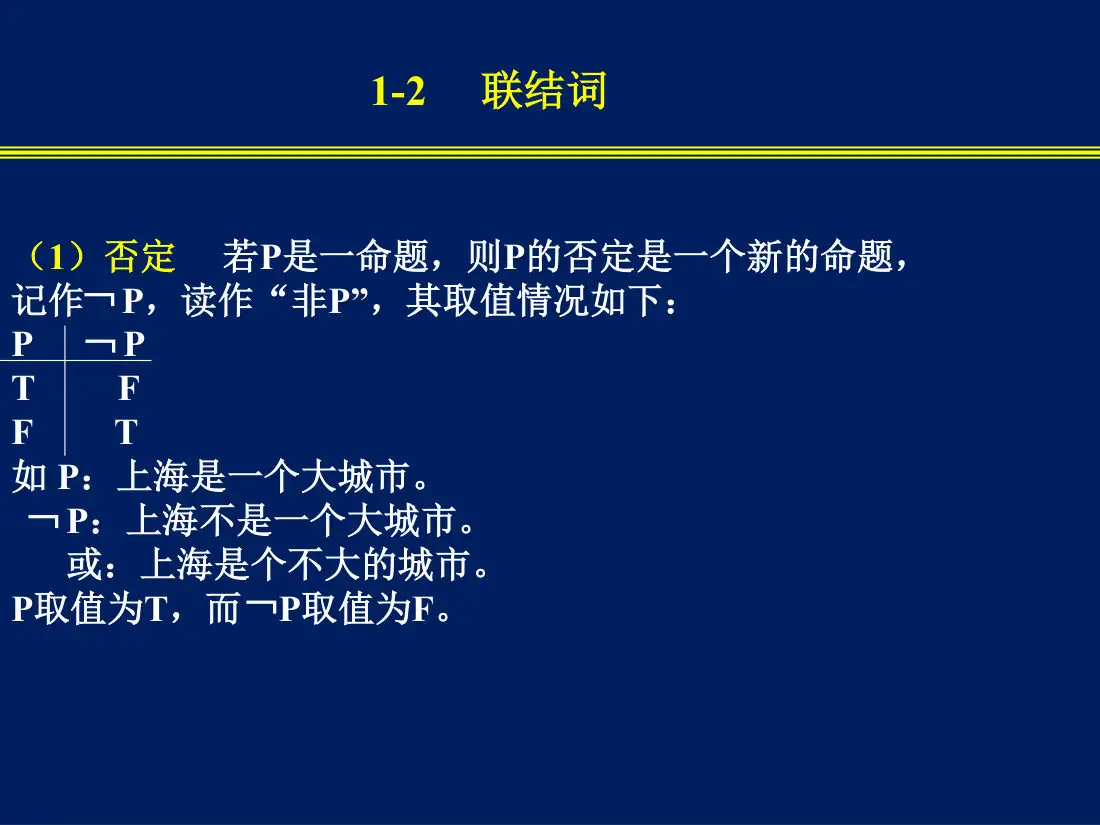 1-2 联结词
（1）否定 若P是一命题，则P的否定是一个新的命题，
记作￢P，读作“非P”，其取值情况如下：
P ￢P
T F
F T
如 P：上海是一个大城市。
￢P：上海不是一个大城市。
或：上海是个不大的城市。
P取值为T，而￢P取值为F。